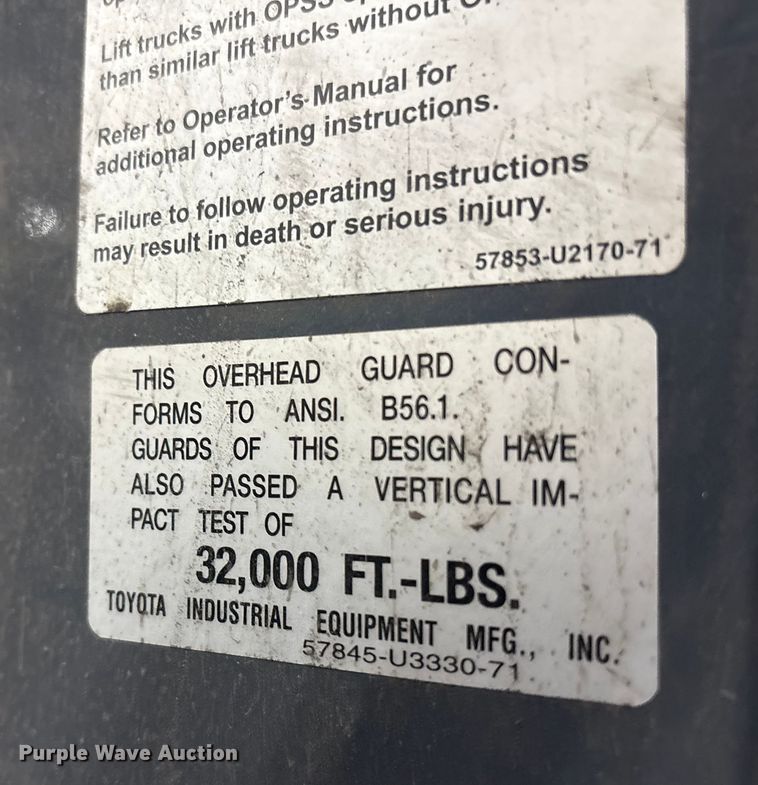 Lift trucks with OPSS
than similar lift trucks without
Refer to Operator's Manual for
additional operating instructions.
Failure to follow operating instructions
may result in death or serious injury.
57853-U2170-71
THIS OVERHEAD GUARD CON-
FORMS TO ANSI. B56.1.
GUARDS OF THIS DESIGN HAVE
ALSO PASSED A VERTICAL IM-
PACT TEST OF
32,000 FT.-LBS.
TOYOTA INDUSTRIAL EQUIPMENT MFG., INC.
57845-U3330-71
Purple Wave Auction